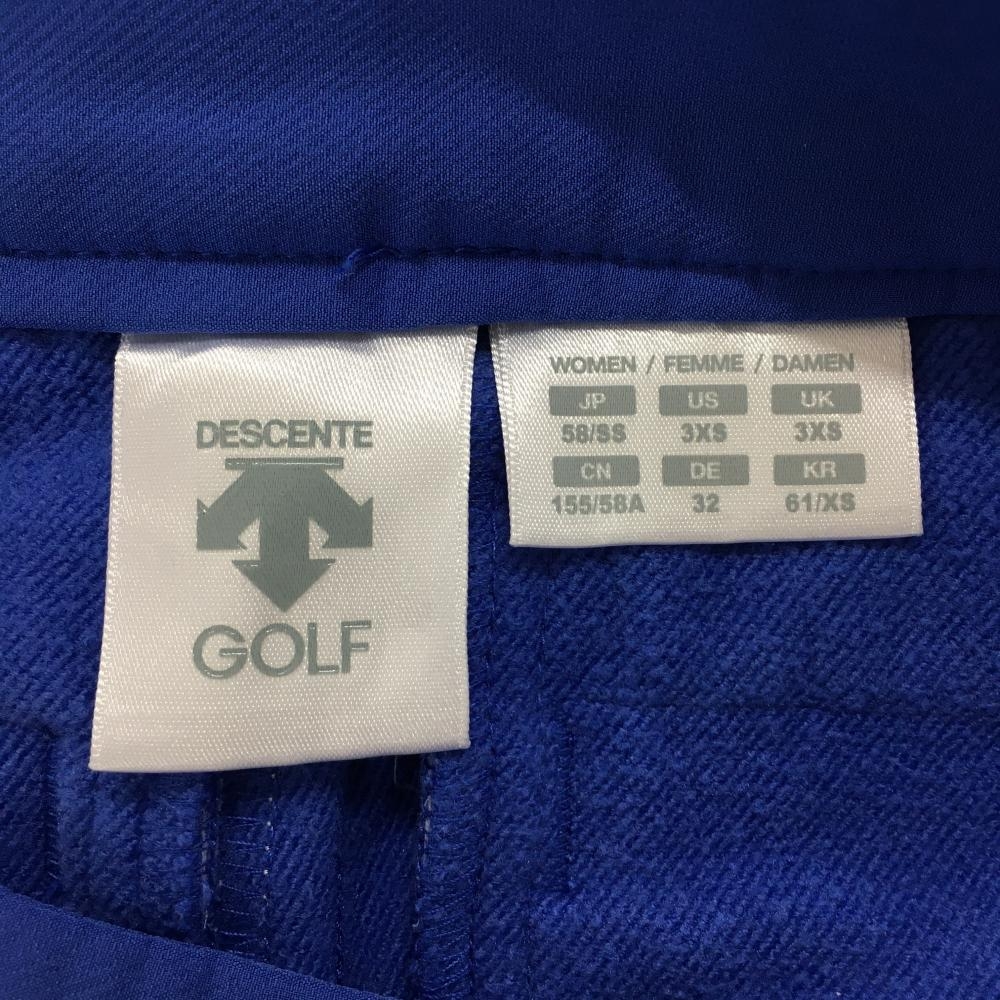 DESCENTE
GOLF
WOMEN / FEMME / DAMEN
JP US UK
58/SS 3XS 3XS
CN DE KR
155/58A 32 61/XS